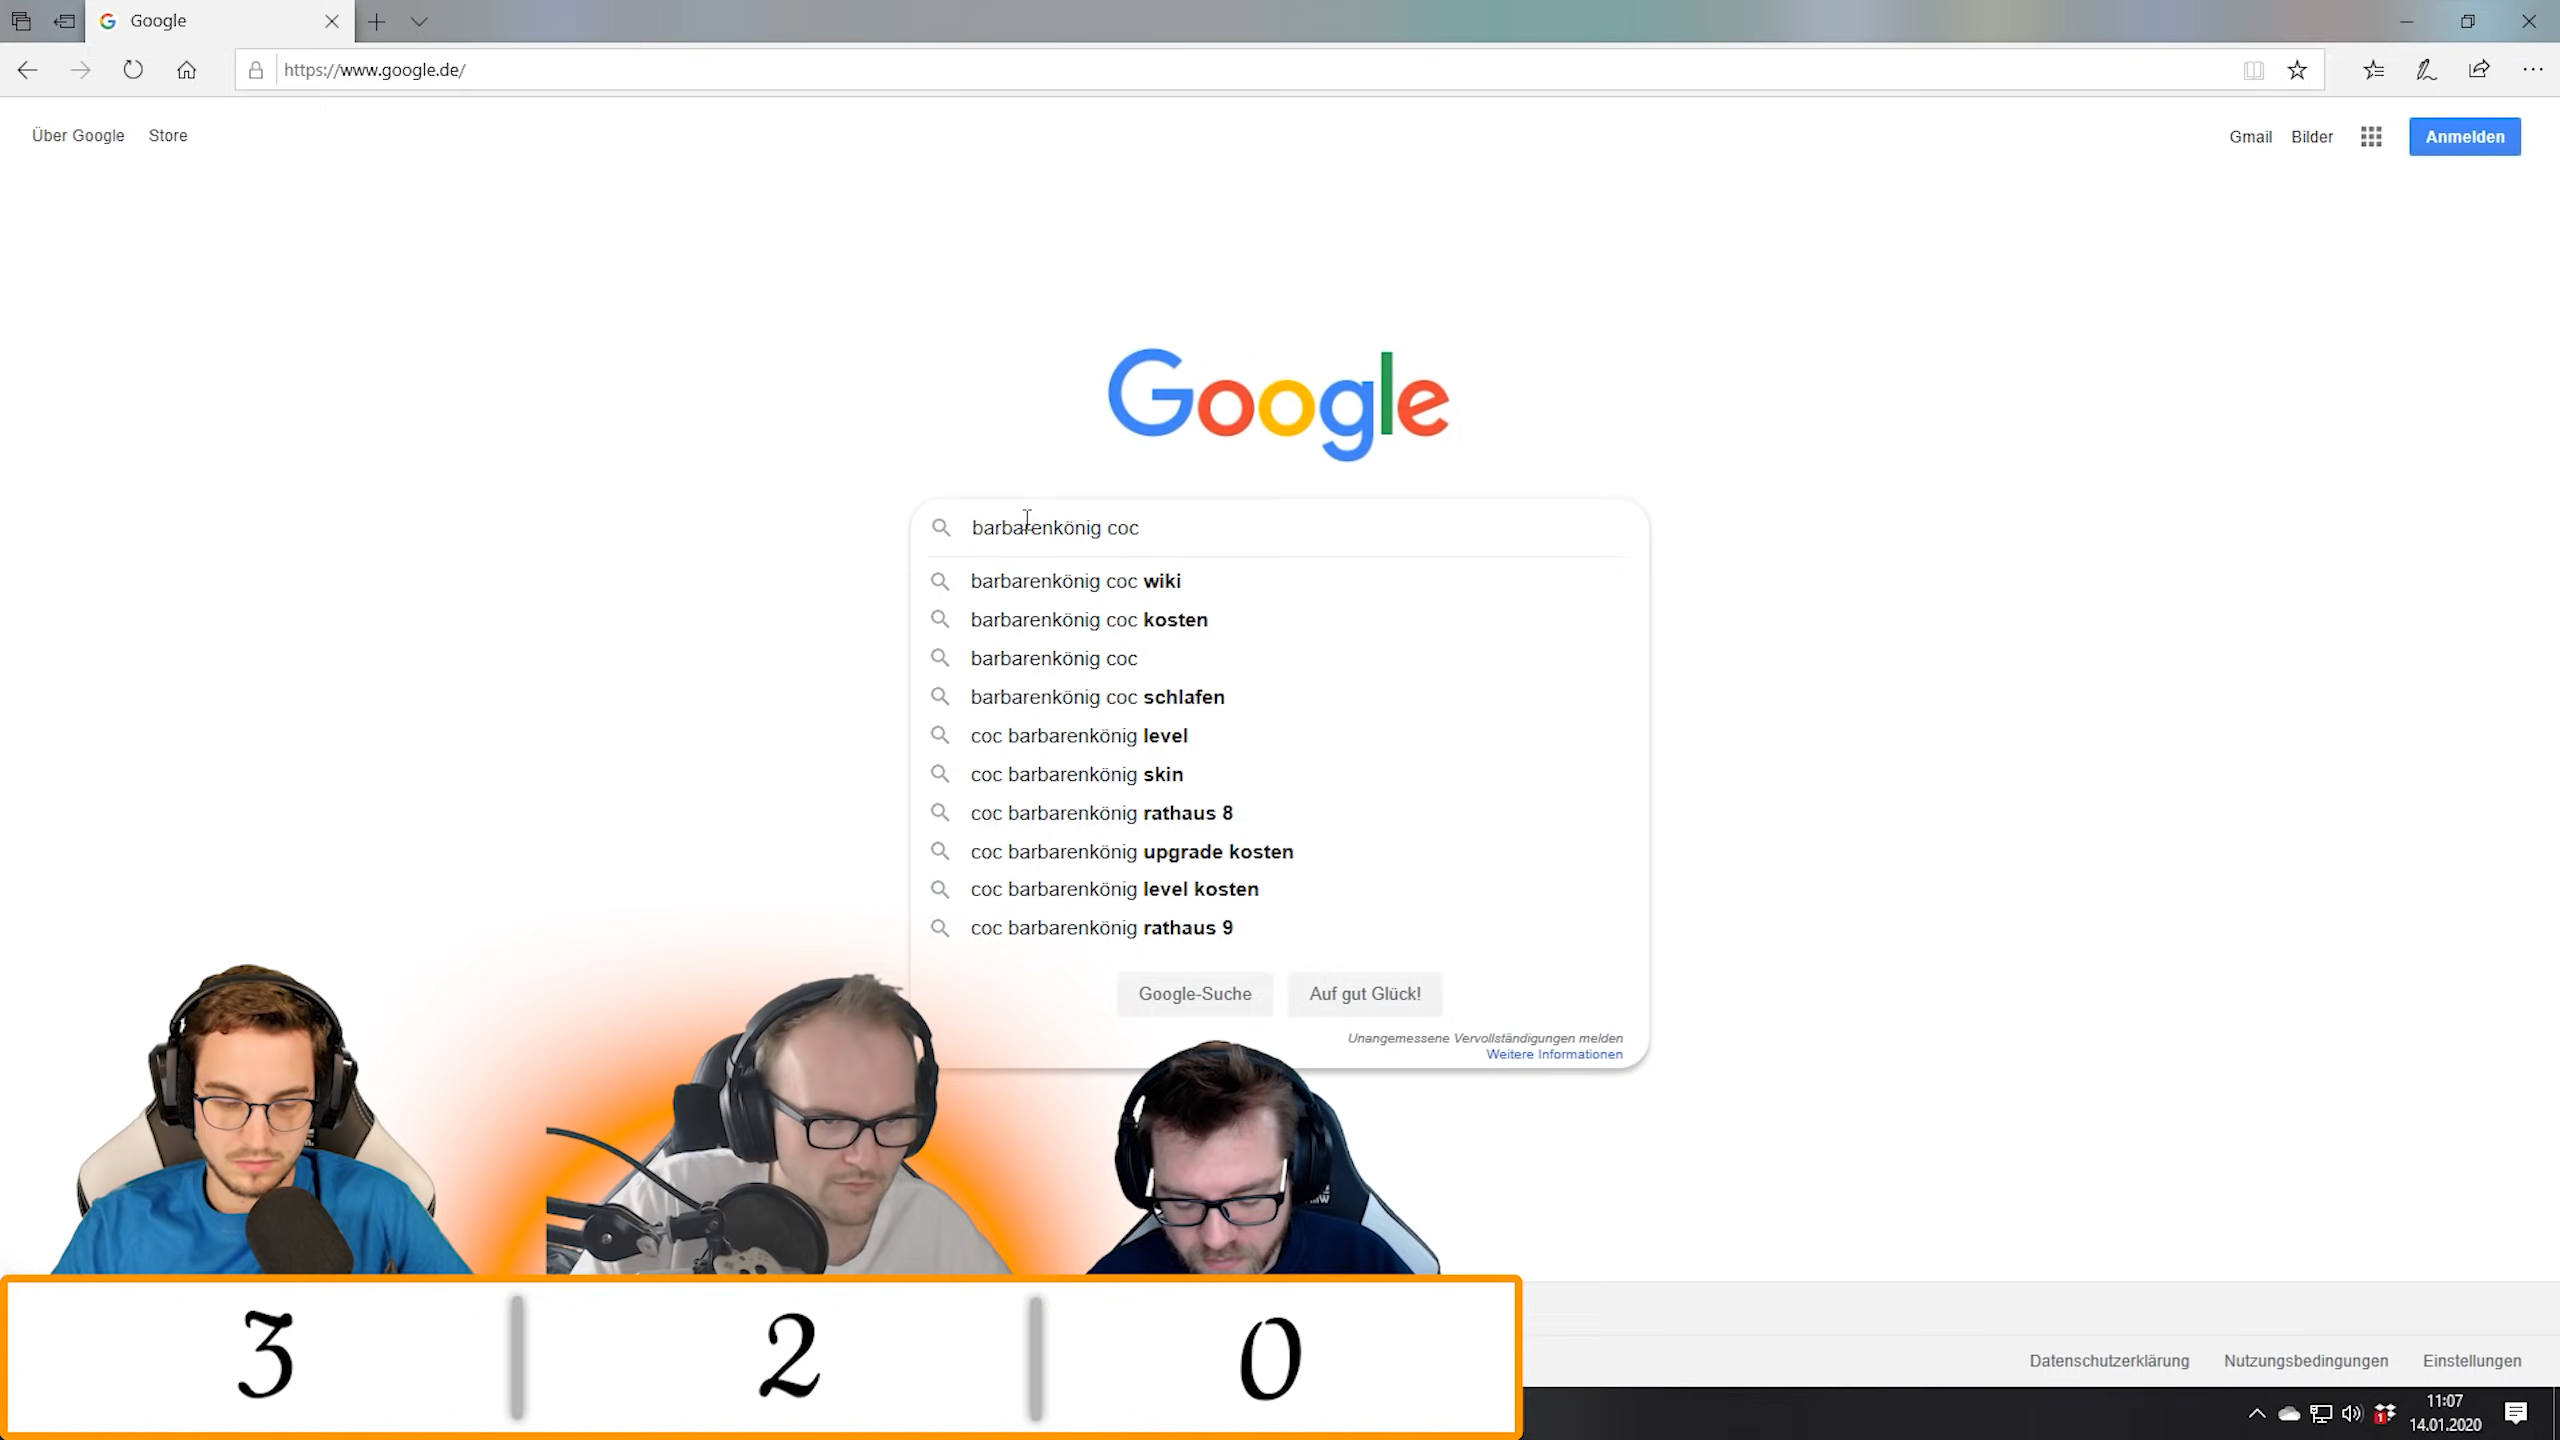 Google
https://www.google.de/
Über Google Store
Gmail Bilder Anmelden
Google
barbarenkönig coc
barbarenkönig coc wiki
barbarenkönig coc kosten
barbarenkönig coc
barbarenkönig coc schlafen
coc barbarenkönig level
coc barbarenkönig skin
coc barbarenkönig rathaus 8
coc barbarenkönig upgrade kosten
coc barbarenkönig level kosten
coc barbarenkönig rathaus 9
Google-Suche Auf gut Glück!
Unangemessene Vervollständigungen melden
Weitere Informationen
3 2 0
Datenschutzerklärung Nutzungsbedingungen Einstellungen
11:07
14.01.2020